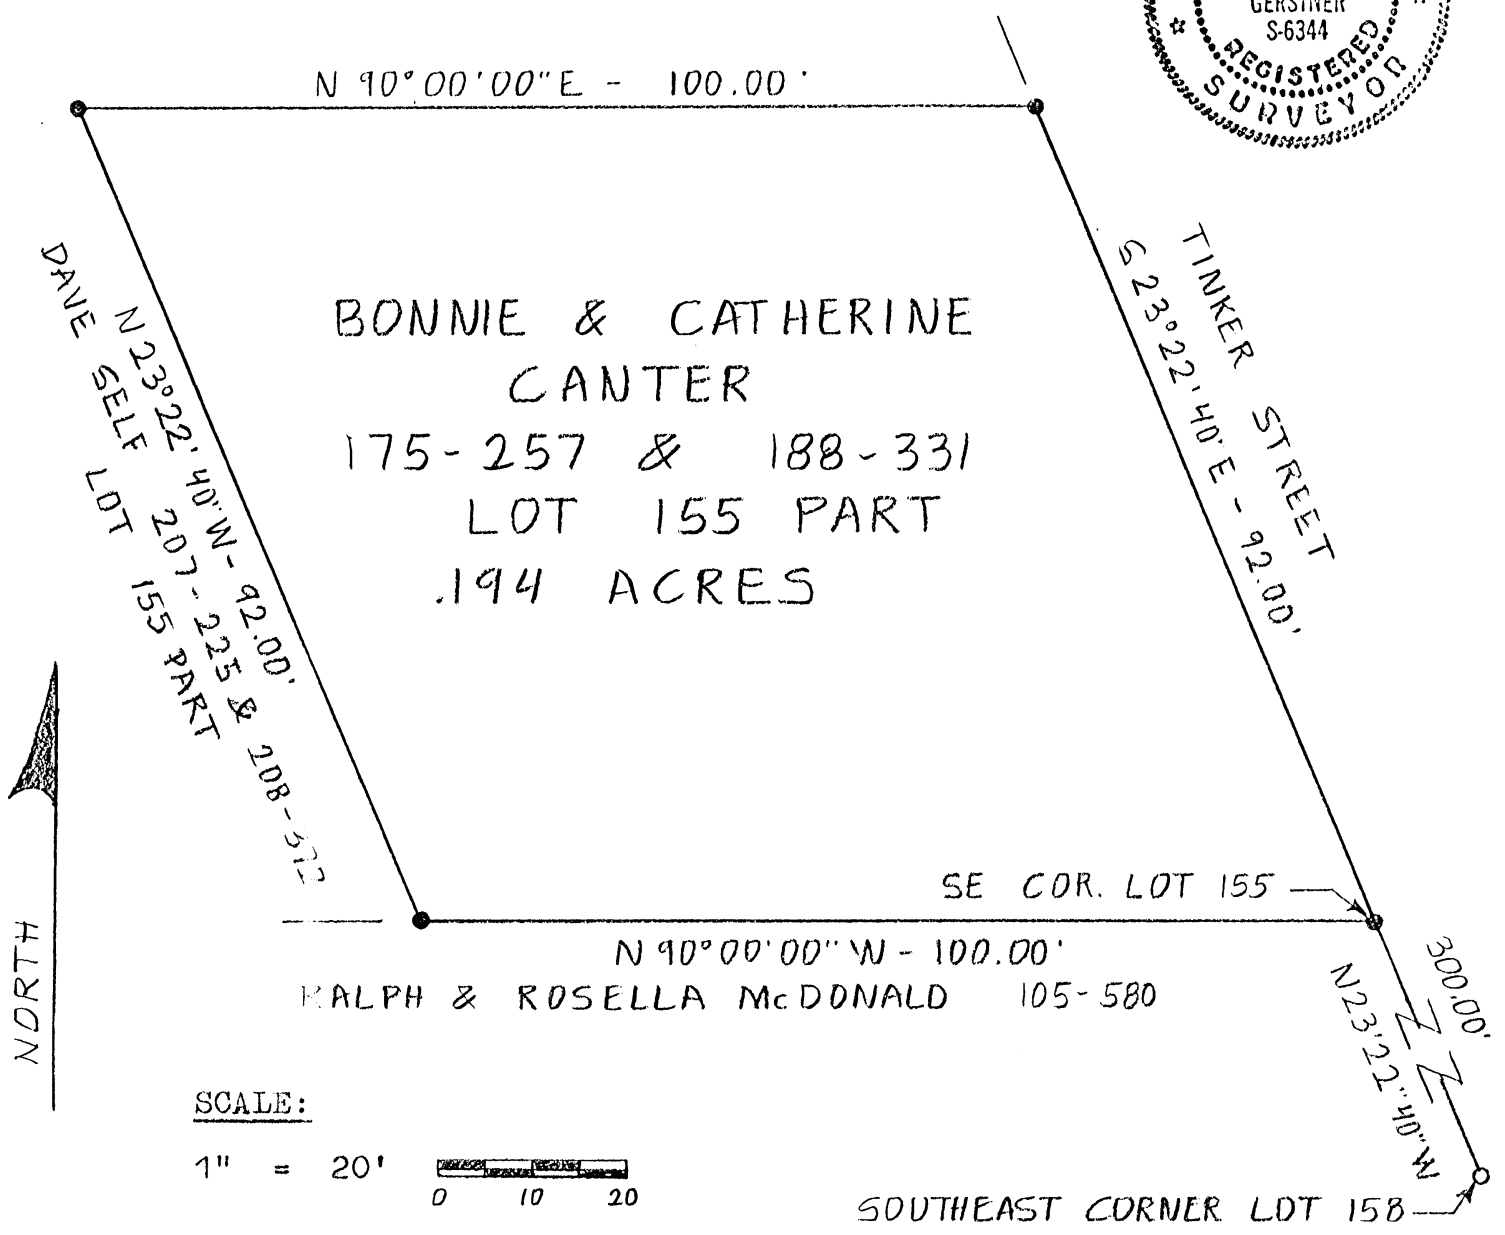 GERSTNER
S-6344
REGISTERED
SURVEYOR
N 90°00'00"E - 100.00'
TINKER STREET
S 23°22'40"E - 92.00'
BONNIE & CATHERINE
CANTER
175-257 & 188-331
LOT 155 PART
.194 ACRES
N 23°22'40"W - 92.00'
DAVE SELF 207-225 & 208-
LOT 155 PART
SE COR. LOT 155
N 90°00'00" W - 100.00'
RALPH & ROSELLA McDONALD 105-580
300.00'
N23'22"40"W
NORTH
SCALE:
1" = 20'
0 10 20
SOUTHEAST CORNER LOT 158